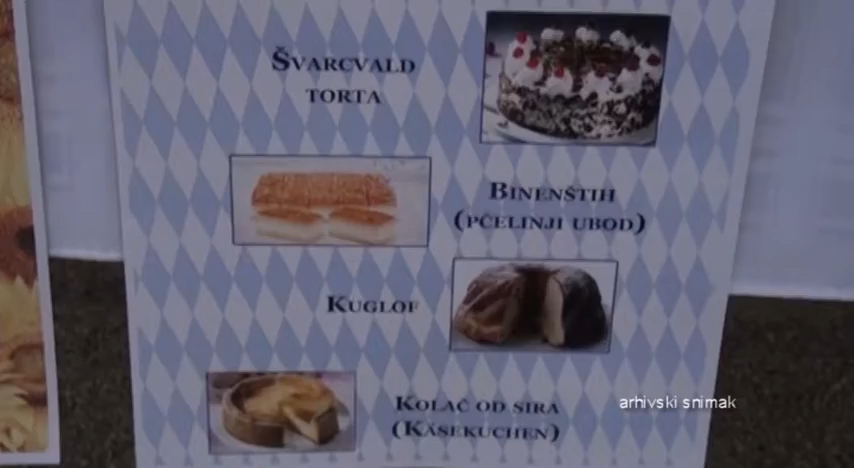 ŠVARCVALD
TORTA
BINENŠTIH
(PČELINJI UBOD)
KUGLOF
KOLAČ OD SIRA
(KÄSEKUCHEN)
arhivski snimak